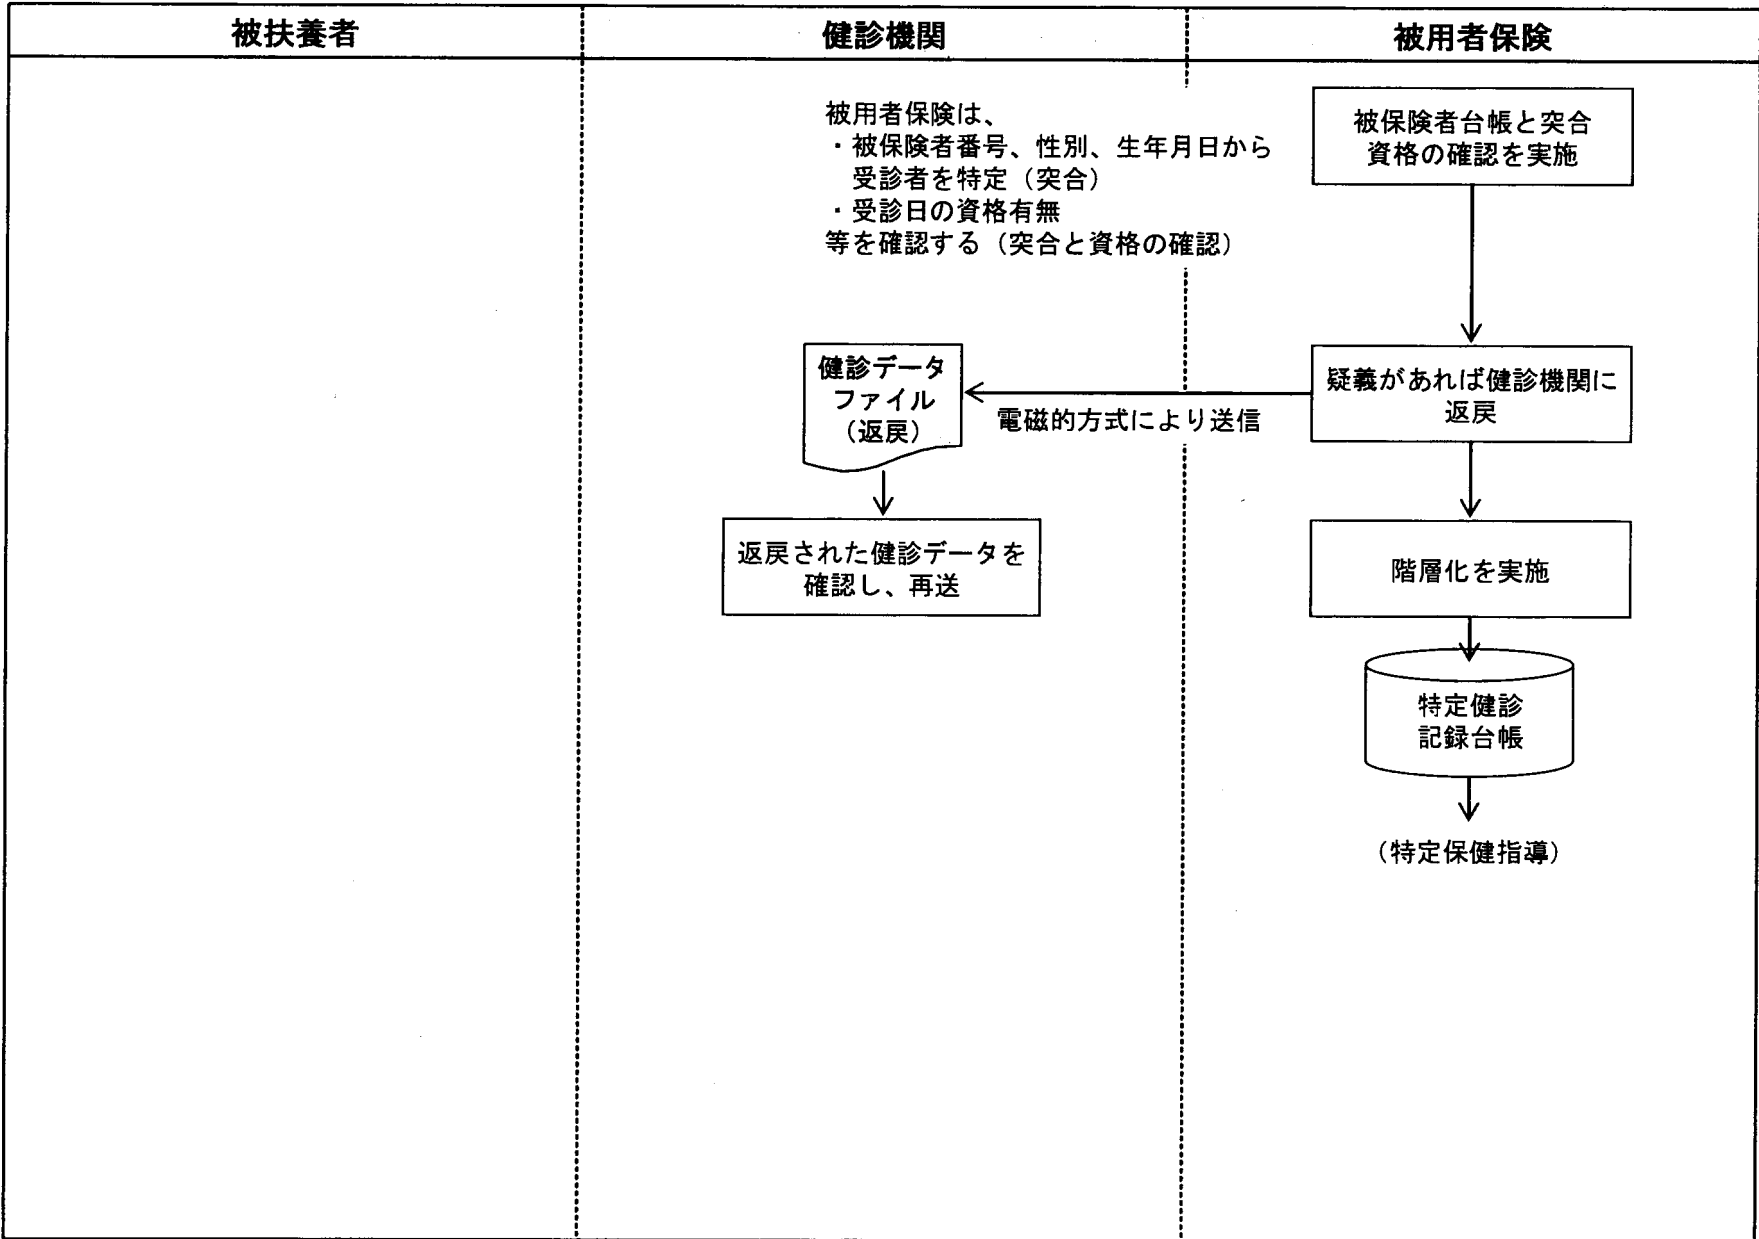 被扶養者
健診機関
被用者保険
被用者保険は、
・被保険者番号、性別、生年月日から
受診者を特定（突合）
・受診日の資格有無
等を確認する（突合と資格の確認）
被保険者台帳と突合
資格の確認を実施
健診データ
ファイル
（返戻）
電磁的方式により送信
疑義があれば健診機関に
返戻
返戻された健診データを
確認し、再送
階層化を実施
特定健診
記録台帳
（特定保健指導）